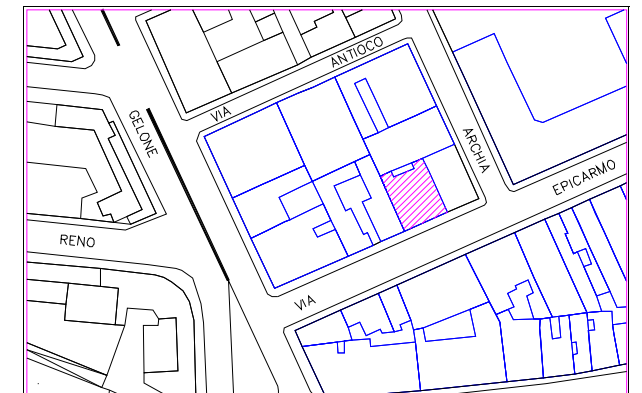 VIA ANTIOCO
GELONE
ARCHIA
EPICARMO
RENO
VIA